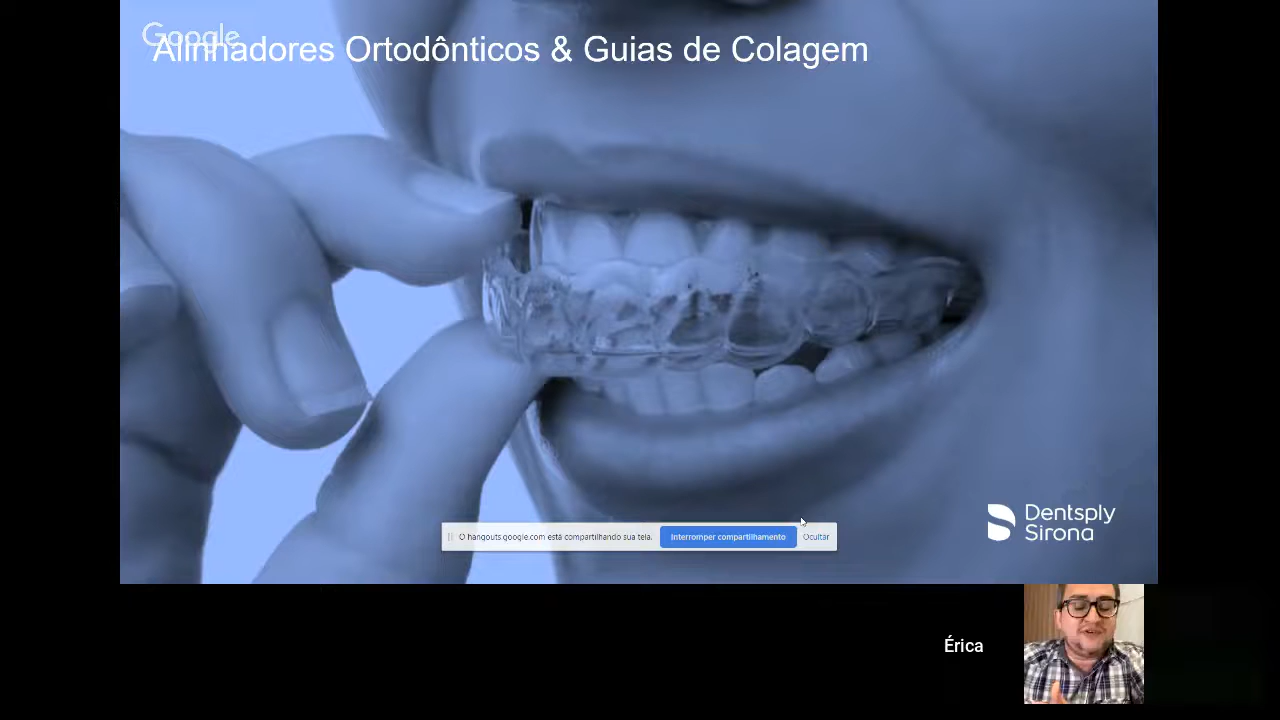 Google
Alinhadores Ortodônticos & Guias de Colagem
Dentsply
Sirona
O hangouts.google.com está compartilhando sua tela.
Interromper compartilhamento
Ocultar
Érica